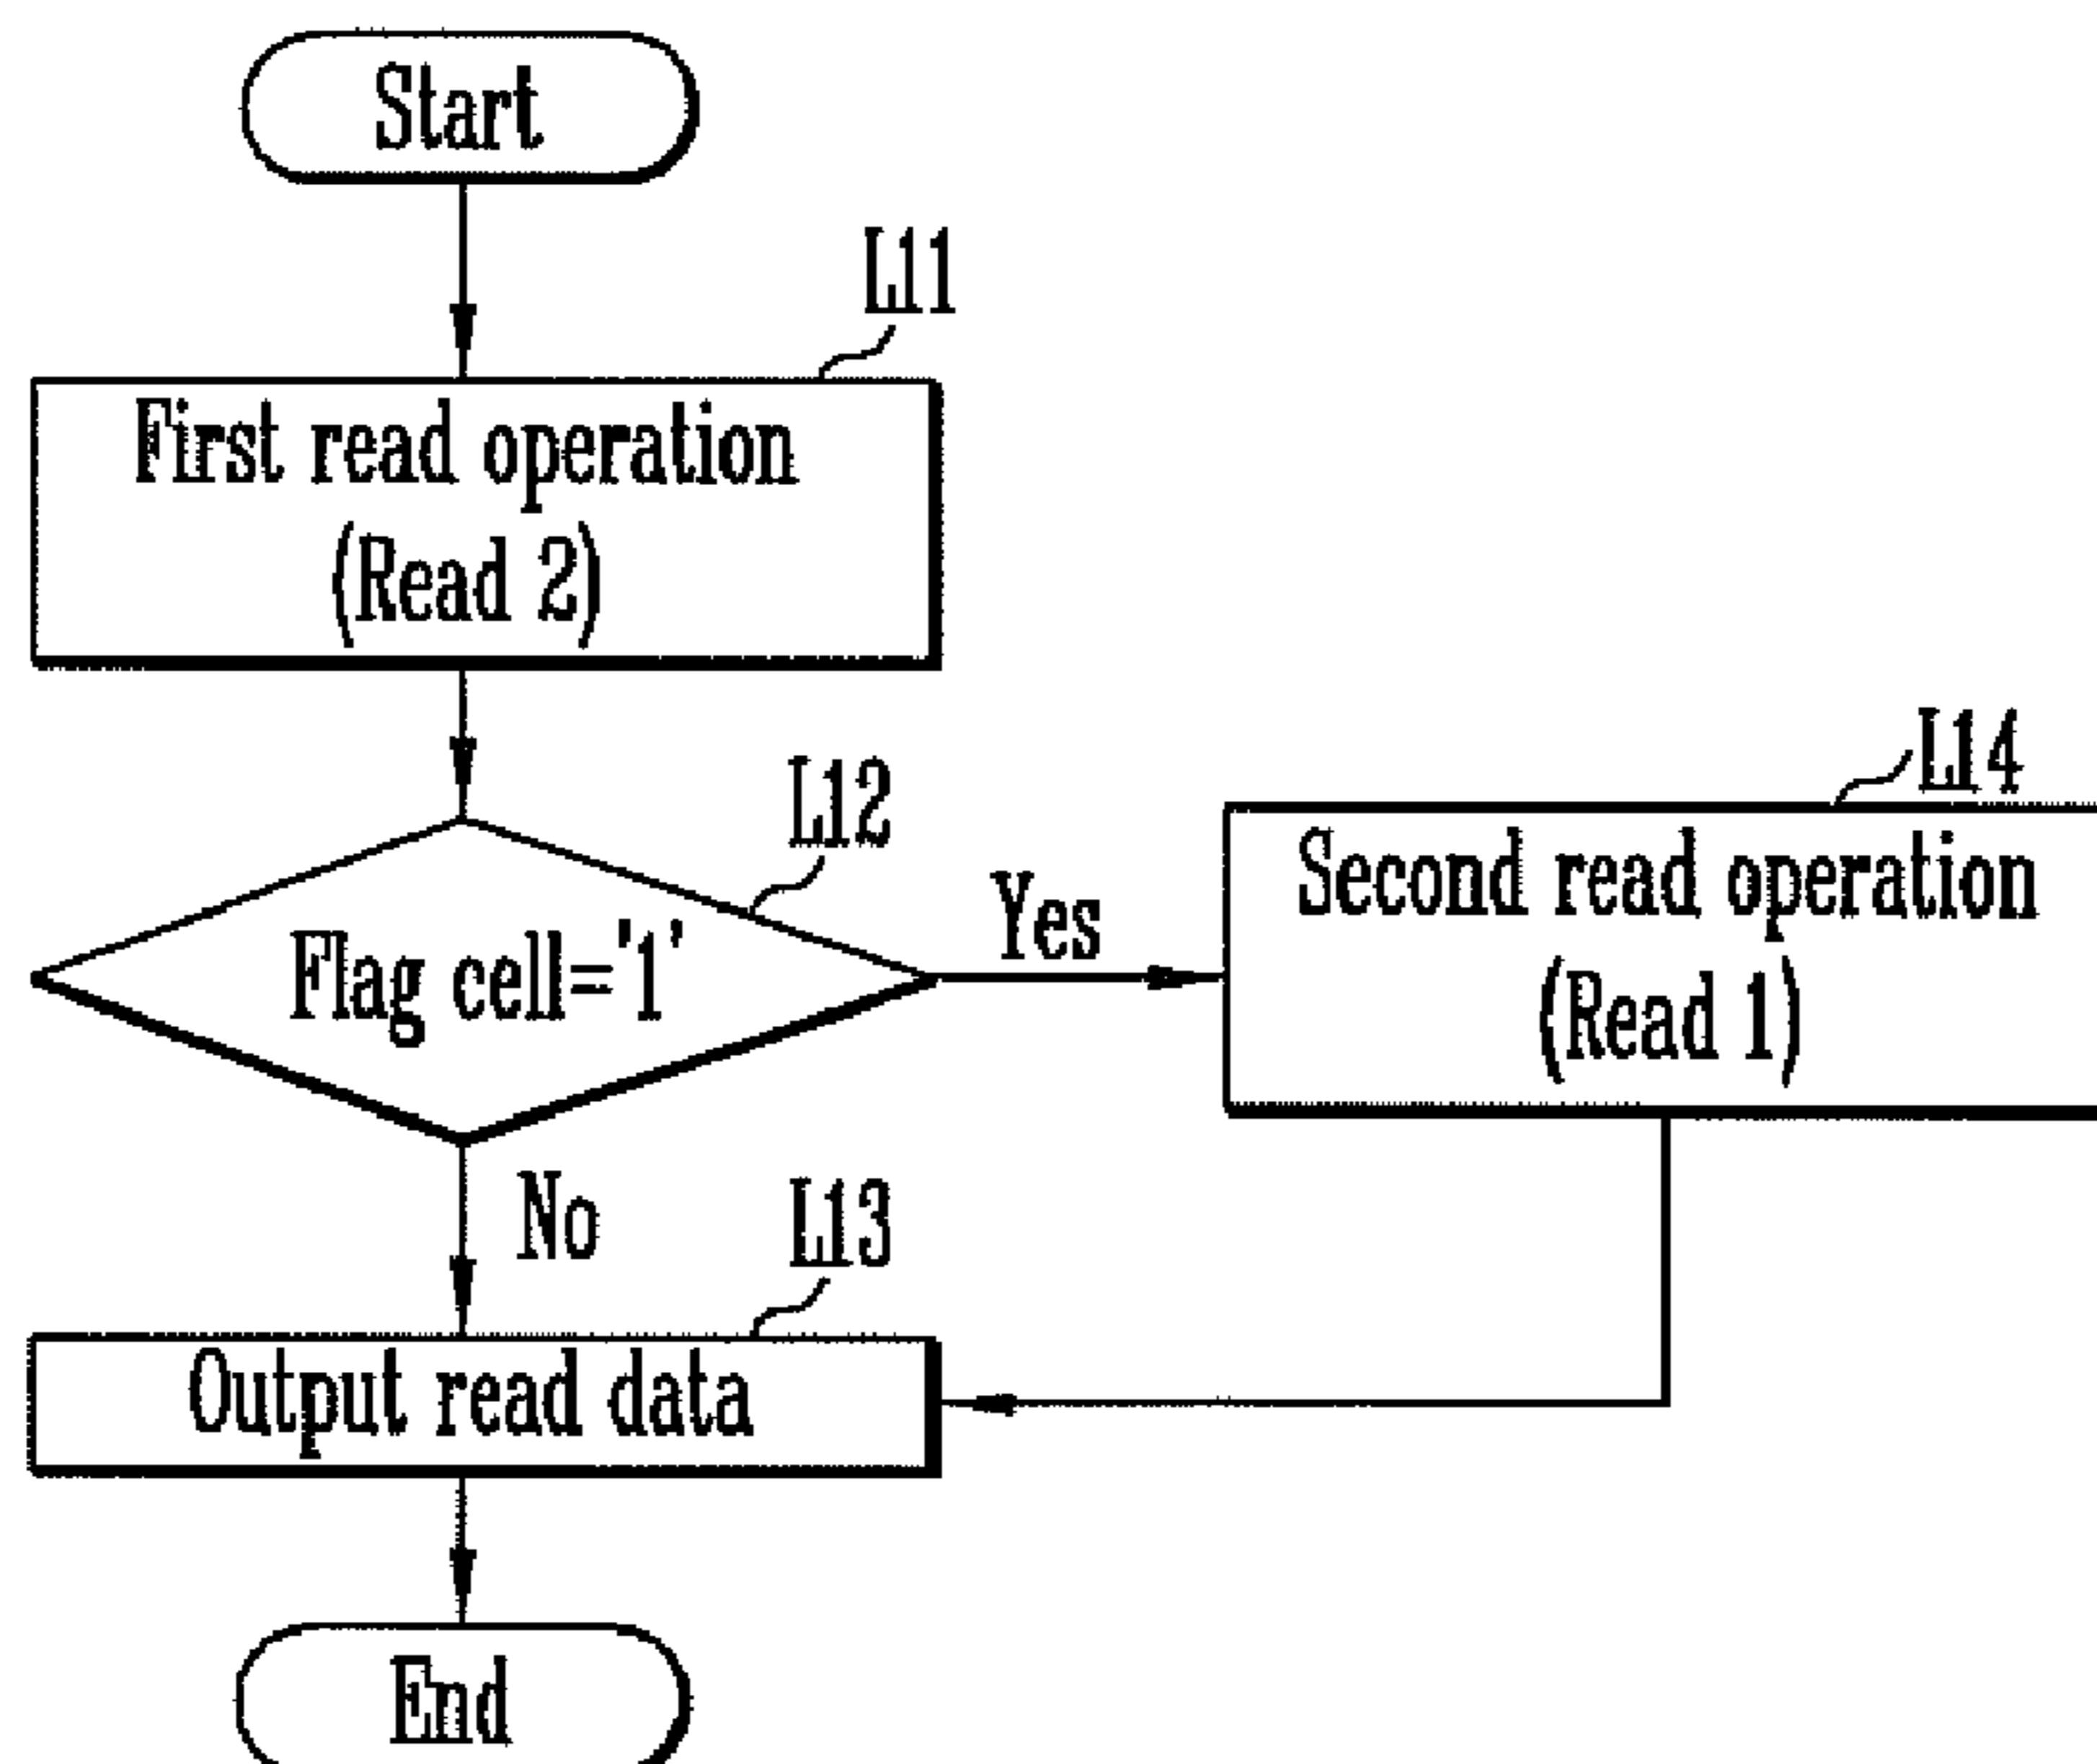 Start
L11
First read operation
(Read 2)
L12
Flag cell='1'
Yes
L14
Second read operation
(Read 1)
No
L13
Output read data
End